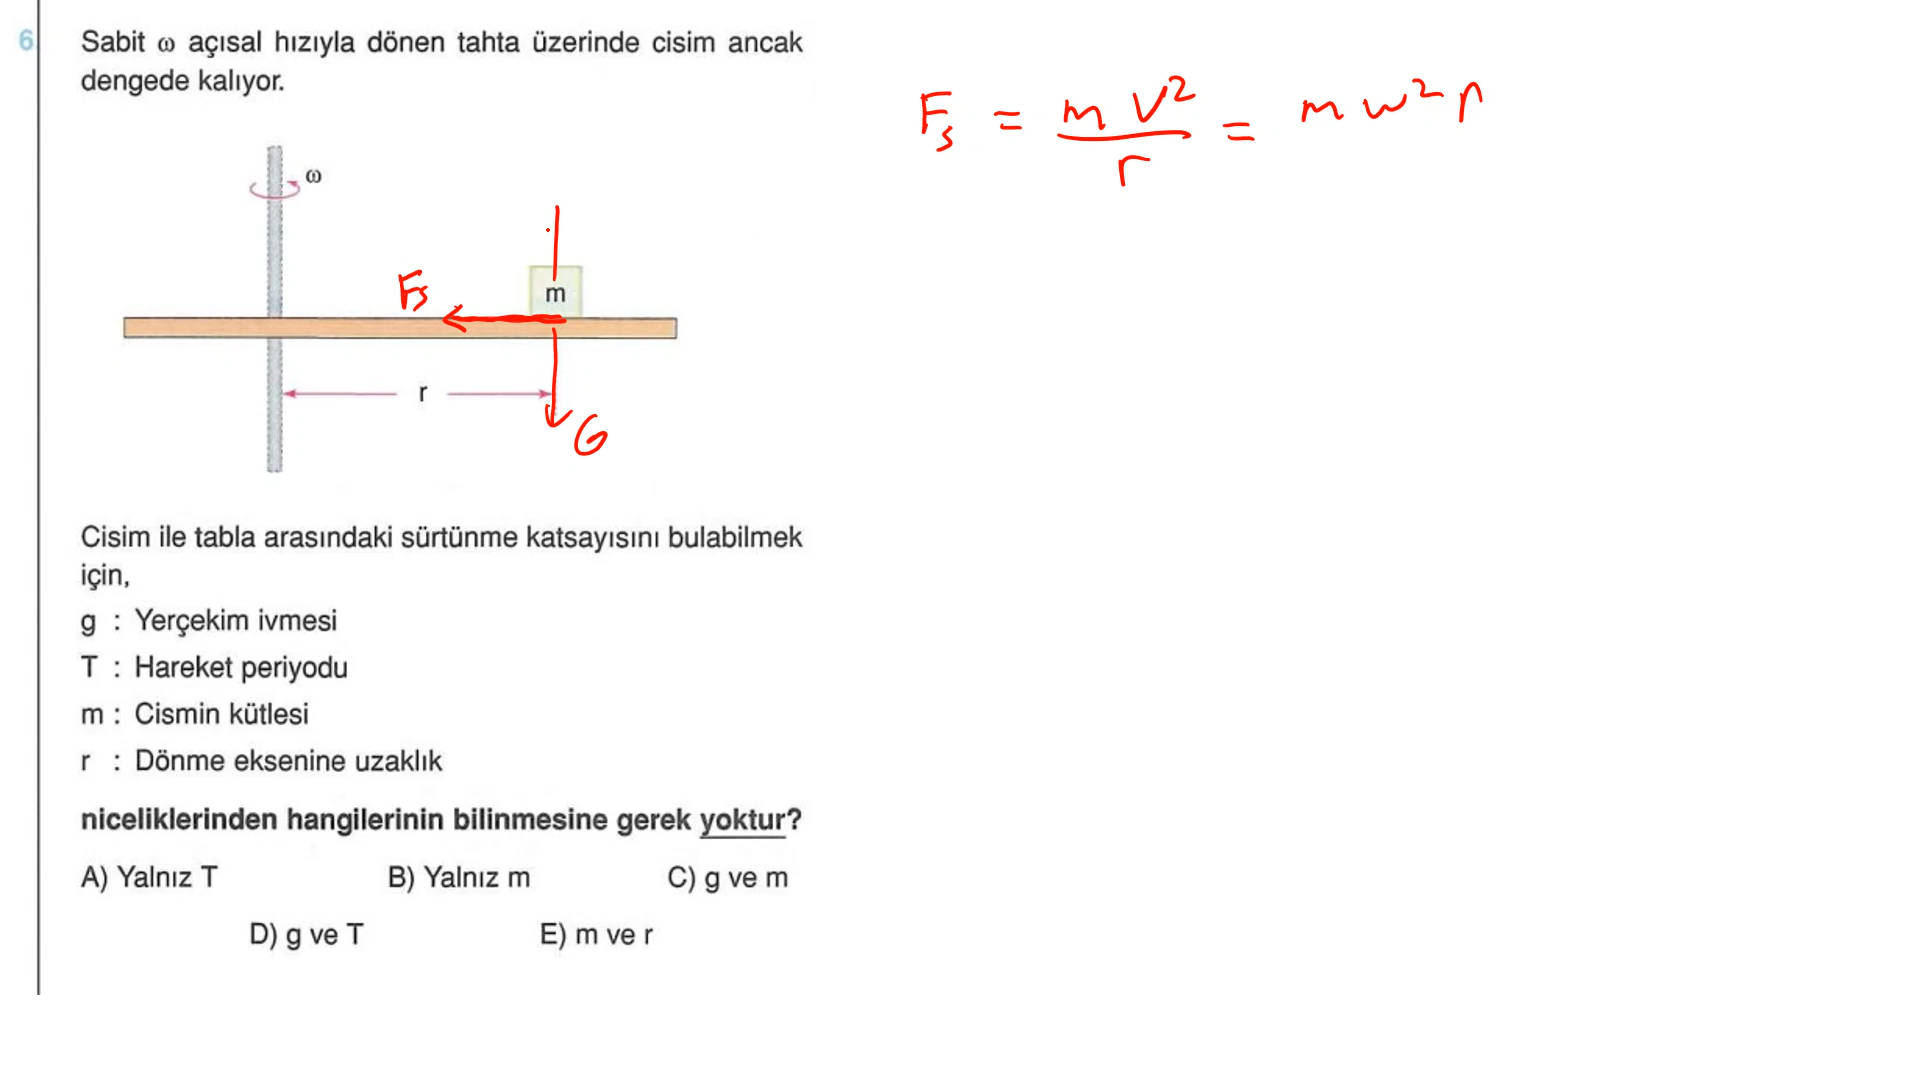 6.
Sabit ω açısal hızıyla dönen tahta üzerinde cisim ancak
dengede kalıyor.
ω
Fs
m
r
G
Fs = m v² / r = m w² r
Cisim ile tabla arasındaki sürtünme katsayısını bulabilmek
için,
g : Yerçekim ivmesi
T : Hareket periyodu
m : Cismin kütlesi
r : Dönme eksenine uzaklık
niceliklerinden hangilerinin bilinmesine gerek yoktur?
A) Yalnız T B) Yalnız m C) g ve m
D) g ve T E) m ve r